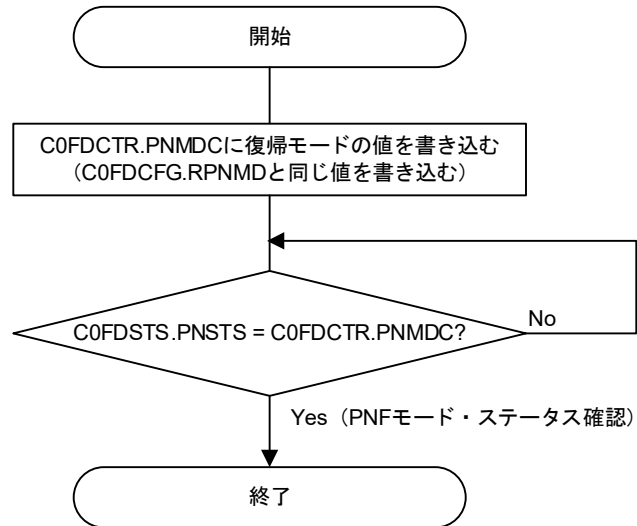 開始
C0FDCTR.PNMDCに復帰モードの値を書き込む
（C0FDCFG.RPNMDと同じ値を書き込む）
C0FDSTS.PNSTS = C0FDCTR.PNMDC?
No
Yes（PNFモード・ステータス確認）
終了